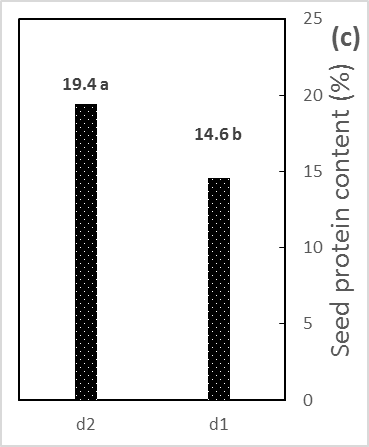 (c)
19.4 a
14.6 b
25
20
15
10
5
0
Seed protein content (%)
d2
d1